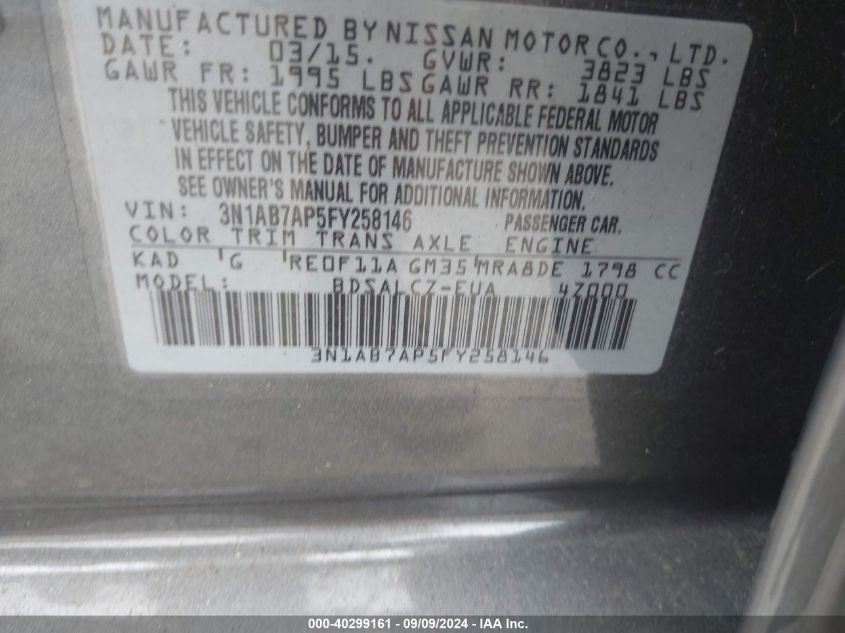 MANUFACTURED BY NISSAN MOTOR CO., LTD.
DATE: 03/15. GVWR: 3823 LBS
GAWR FR: 1995 LBS GAWR RR: 1841 LBS
THIS VEHICLE CONFORMS TO ALL APPLICABLE FEDERAL MOTOR
VEHICLE SAFETY, BUMPER AND THEFT PREVENTION STANDARDS
IN EFFECT ON THE DATE OF MANUFACTURE SHOWN ABOVE.
SEE OWNER'S MANUAL FOR ADDITIONAL INFORMATION.
VIN: 3N1AB7AP5FY258146 PASSENGER CAR.
COLOR TRIM TRANS AXLE ENGINE
KAD G RE0F11A GM35 MRA8DE 1798 CC
MODEL: BDSALCZ-EUA 4Z000
3N1AB7AP5FY258146
000-40299161 - 09/09/2024 - IAA Inc.